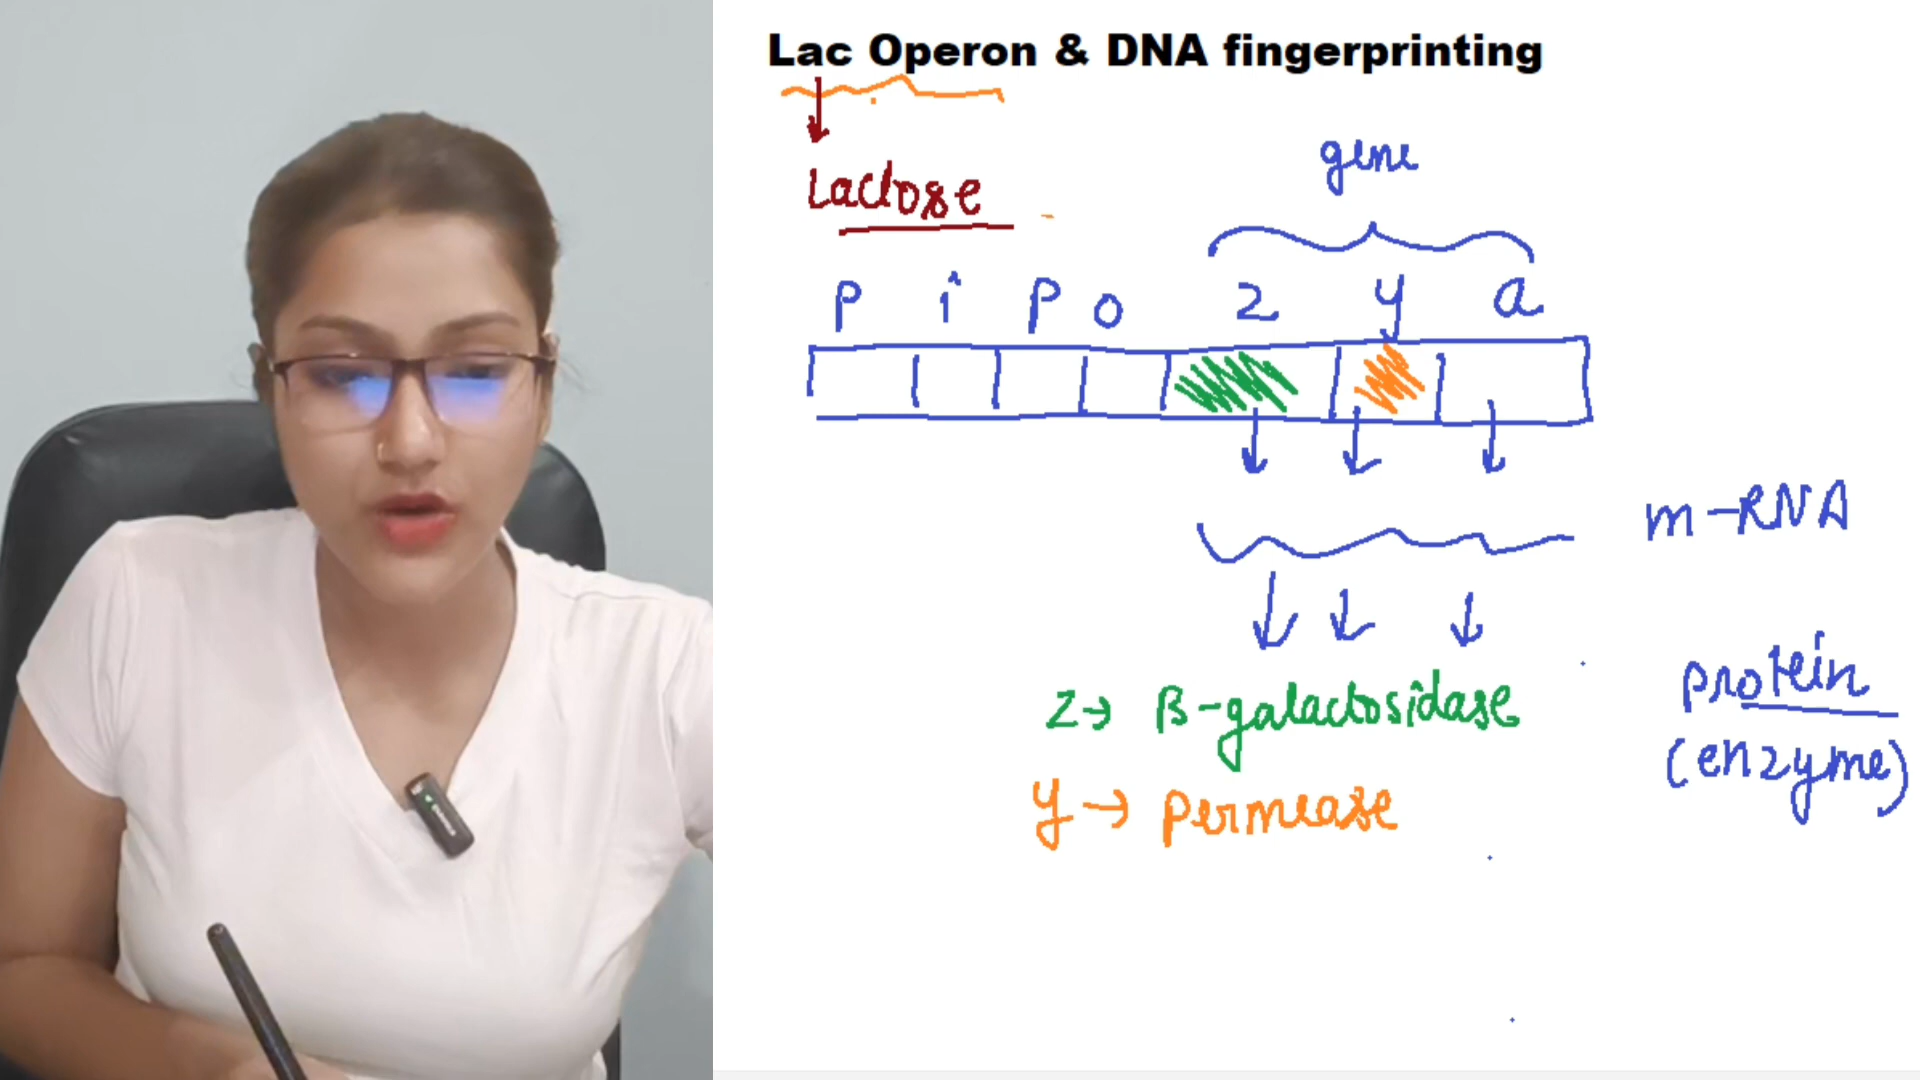 Lac Operon & DNA fingerprinting
Lactose
gene
P i P o z y a
m-RNA
z→ β-galactosidase
protein
y→ permease
(enzyme)